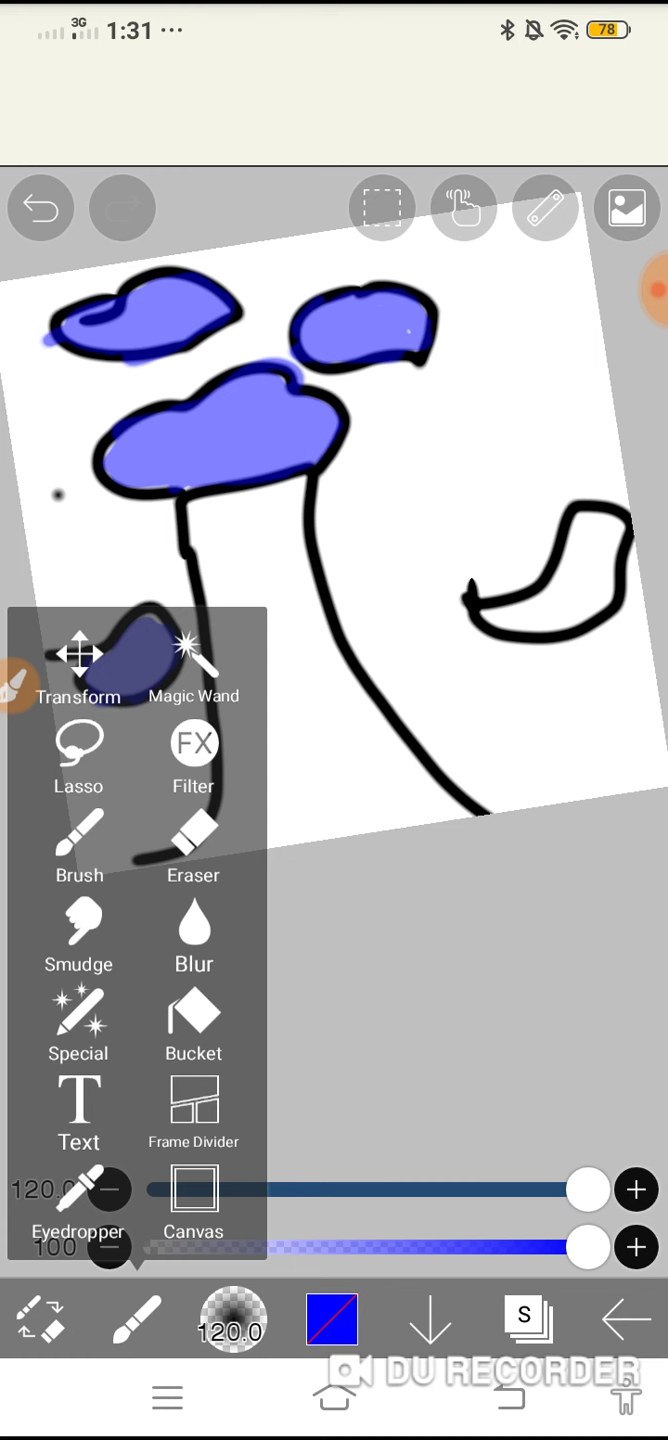 3G 1:31 ... 78
Transform Magic Wand
Lasso
FX
Filter
Brush Eraser
Smudge Blur
Special Bucket
T
Text Frame Divider
120.0
Eyedropper Canvas
100
120.0
S
DU RECORDER